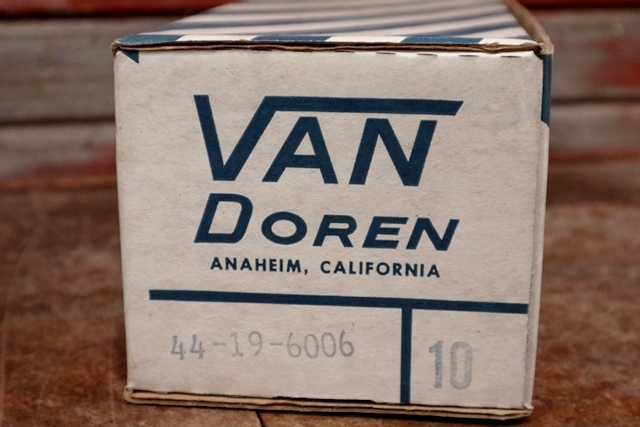 VAN
DOREN
ANAHEIM, CALIFORNIA
44-19-6006
10